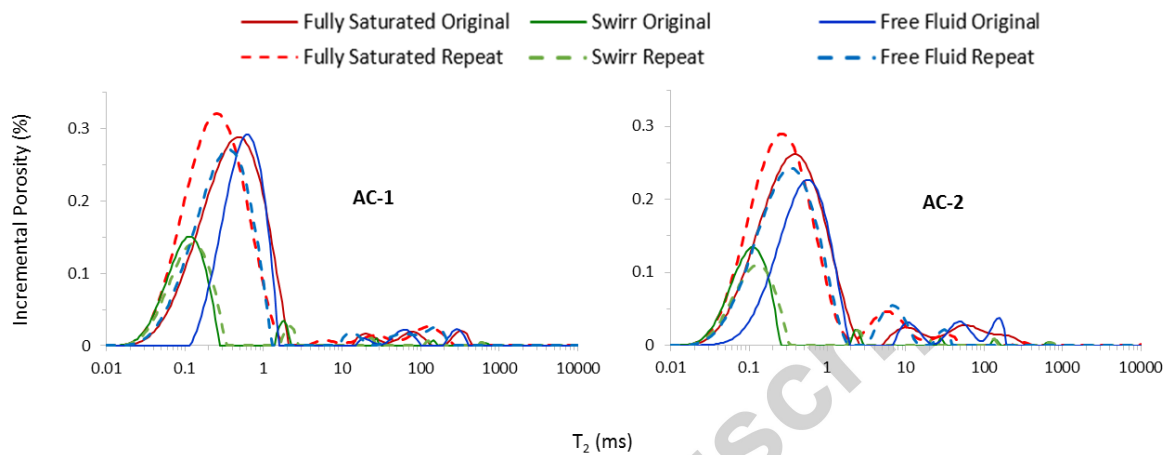 Fully Saturated Original Swirr Original Free Fluid Original
Fully Saturated Repeat Swirr Repeat Free Fluid Repeat
Incremental Porosity (%)
0.3
0.2
0.1
0
0.01 0.1 1 10 100 1000 10000
AC-1
0.3
0.2
0.1
0
0.01 0.1 1 10 100 1000 10000
AC-2
T2 (ms)